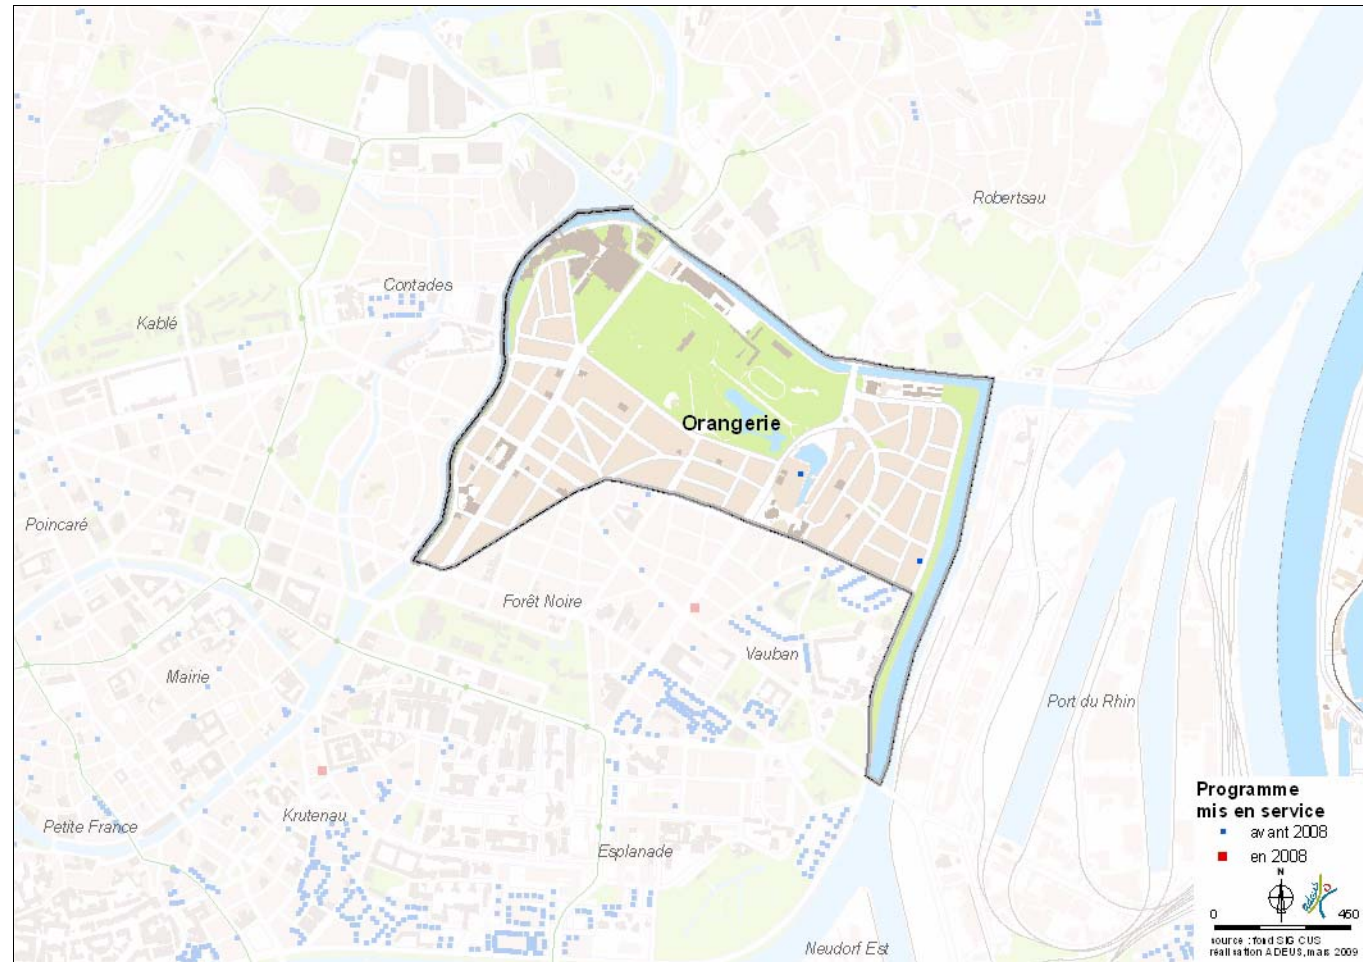 Robertsau
Contades
Kablé
Orangerie
Poincaré
Forêt Noire
Vauban
Mairie
Port du Rhin
Krutenau
Petite France
Esplanade
Neudorf Est
Programme
mis en service
avant 2008
en 2008
N
adeus
0 450
source : fond SIG CUS
réalisation ADEUS, mars 2009